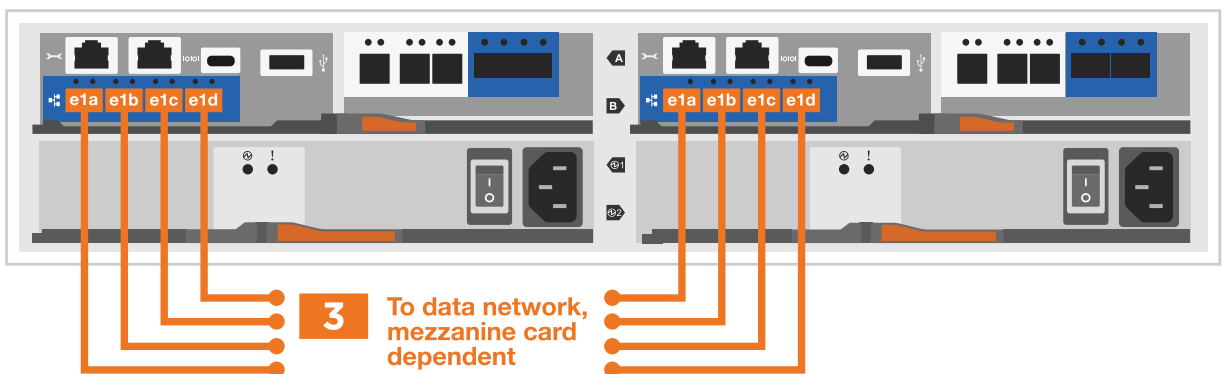 A
IOIOI
IOIOI
e1a e1b e1c e1d
B
e1a e1b e1c e1d
! 
1
!
I
O
2
I
O
3
To data network,
mezzanine card
dependent